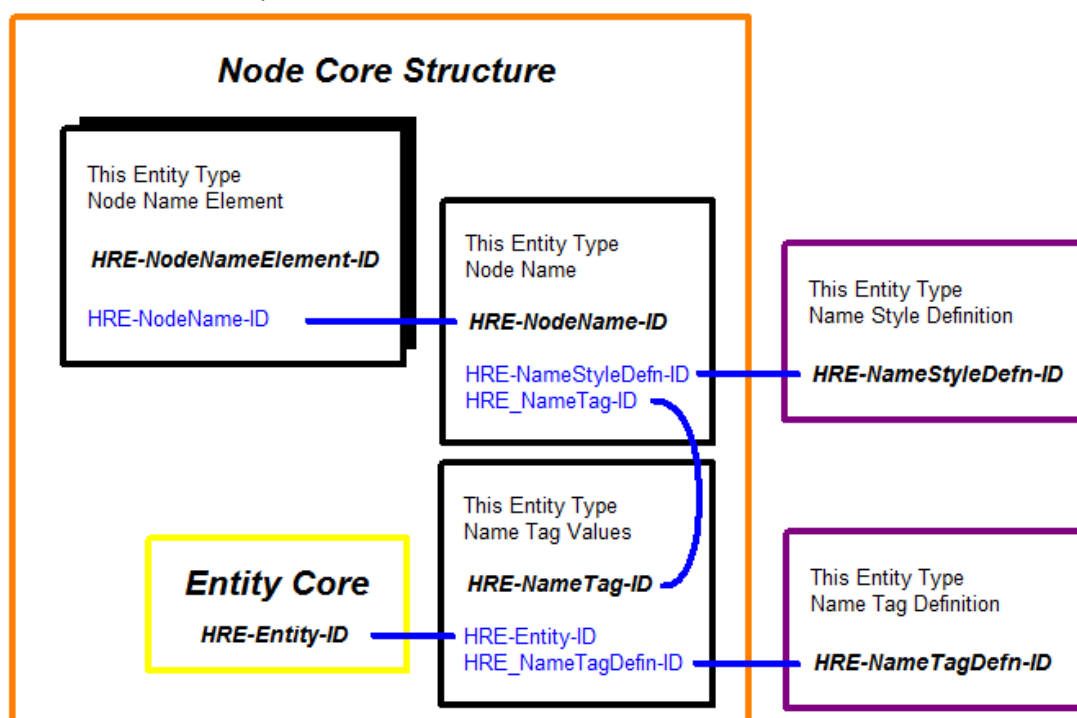 Node Core Structure
This Entity Type
Node Name Element
HRE-NodeNameElement-ID
HRE-NodeName-ID
This Entity Type
Node Name
HRE-NodeName-ID
HRE-NameStyleDefn-ID
HRE_NameTag-ID
This Entity Type
Name Style Definition
HRE-NameStyleDefn-ID
This Entity Type
Name Tag Values
HRE-NameTag-ID
HRE-Entity-ID
HRE_NameTagDefin-ID
Entity Core
HRE-Entity-ID
This Entity Type
Name Tag Definition
HRE-NameTagDefn-ID